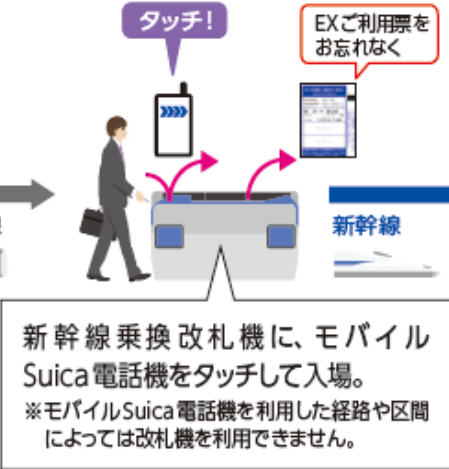 タッチ！
EXご利用票を
お忘れなく
新幹線
新幹線乗換改札機に、モバイル
Suica電話機をタッチして入場。
※モバイルSuica電話機を利用した経路や区間
によっては改札機を利用できません。